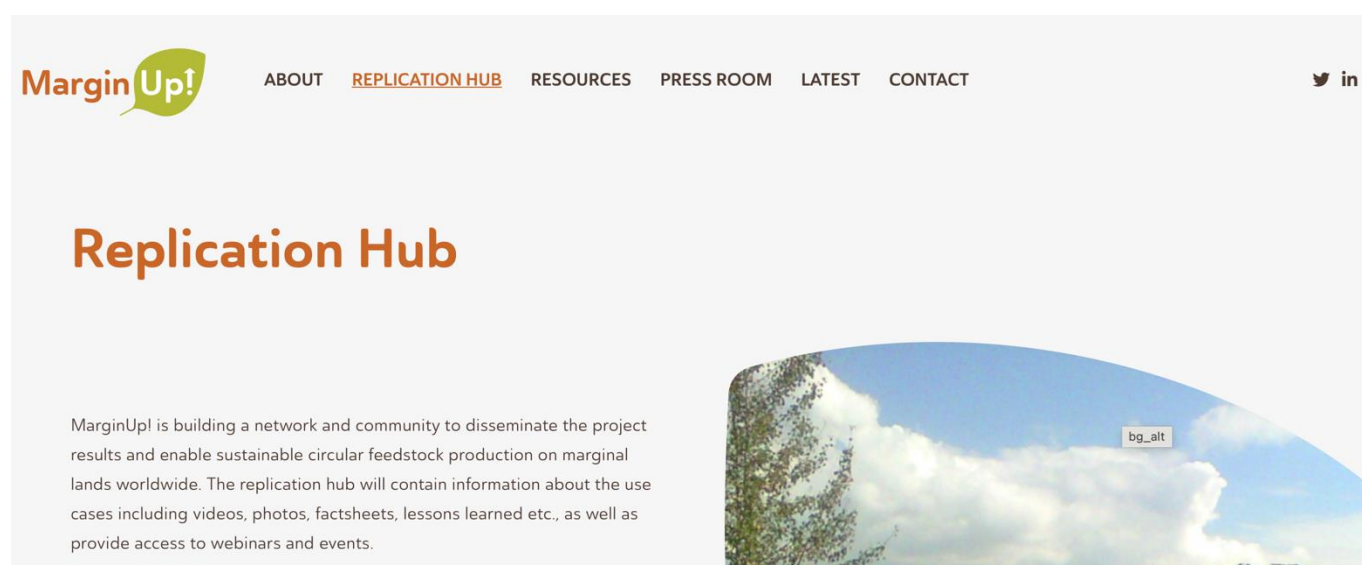 MarginUp!
ABOUT REPLICATION HUB RESOURCES PRESS ROOM LATEST CONTACT
in
Replication Hub
MarginUp! is building a network and community to disseminate the project
results and enable sustainable circular feedstock production on marginal
lands worldwide. The replication hub will contain information about the use
cases including videos, photos, factsheets, lessons learned etc., as well as
provide access to webinars and events.
bg_alt